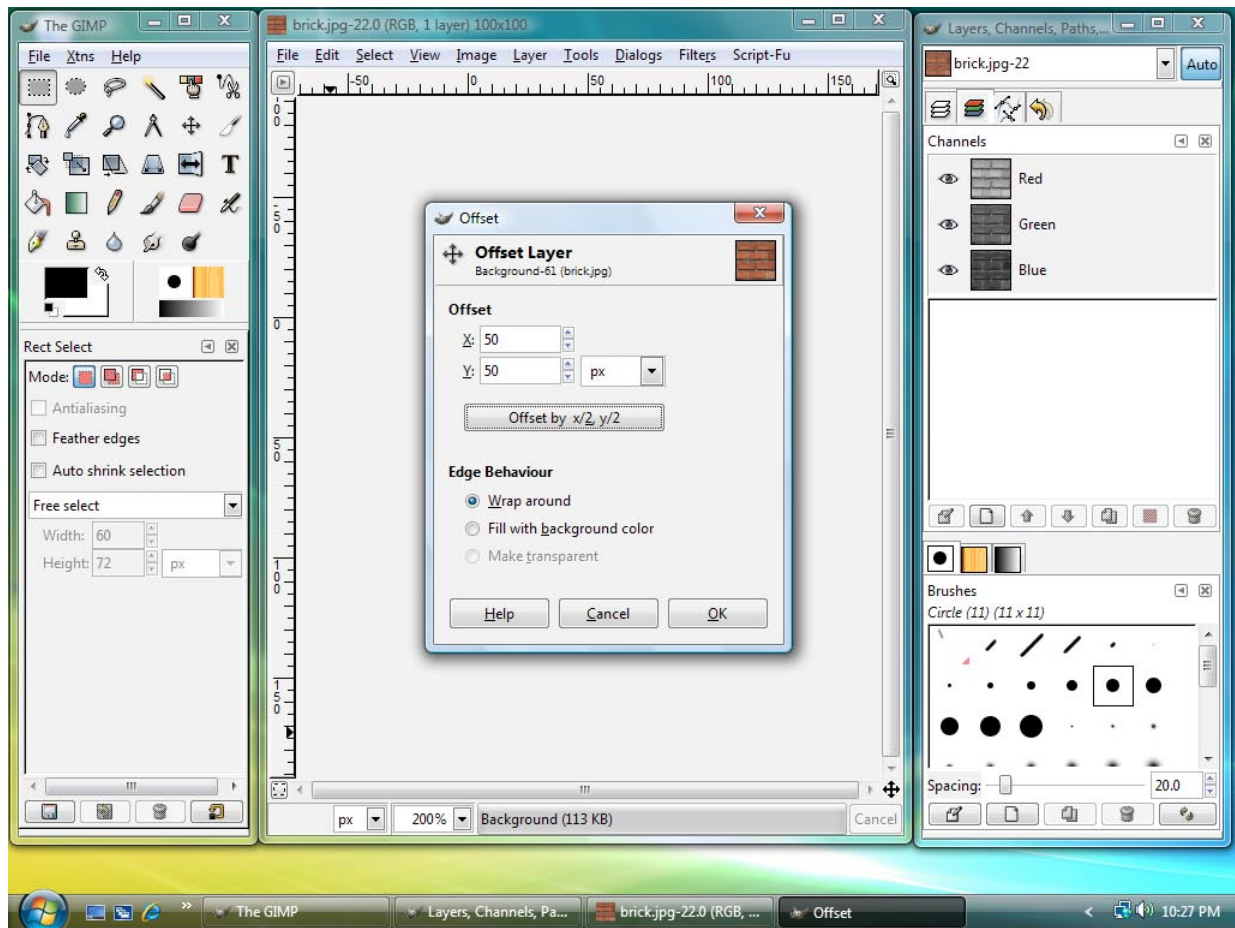 The GIMP
File Xtns Help
T
Rect Select
Mode:
Antialiasing
Feather edges
Auto shrink selection
Free select
Width: 60
Height: 72 px
brick.jpg-22.0 (RGB, 1 layer) 100x100
File Edit Select View Image Layer Tools Dialogs Filters Script-Fu
-50 0 50 100 150
-50
0
50
100
150
Offset
Offset Layer
Background-61 (brick.jpg)
Offset
X: 50
Y: 50 px
Offset by x/2, y/2
Edge Behaviour
Wrap around
Fill with background color
Make transparent
Help Cancel OK
px 200% Background (113 KB) Cancel
Layers, Channels, Paths,...
brick.jpg-22 Auto
Channels
Red
Green
Blue
Brushes
Circle (11) (11 x 11)
Spacing: 20.0
The GIMP Layers, Channels, Pa... brick.jpg-22.0 (RGB, ... Offset 10:27 PM